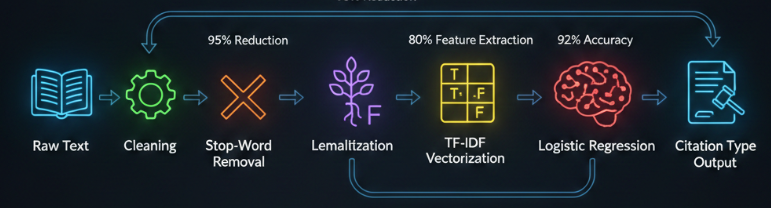 95% Reduction
80% Feature Extraction
92% Accuracy
F
T
T F
F
Raw Text
Cleaning
Stop-Word
Removal
Lemalitization
TF-IDF
Vectorization
Logistic Regression
Citation Type
Output